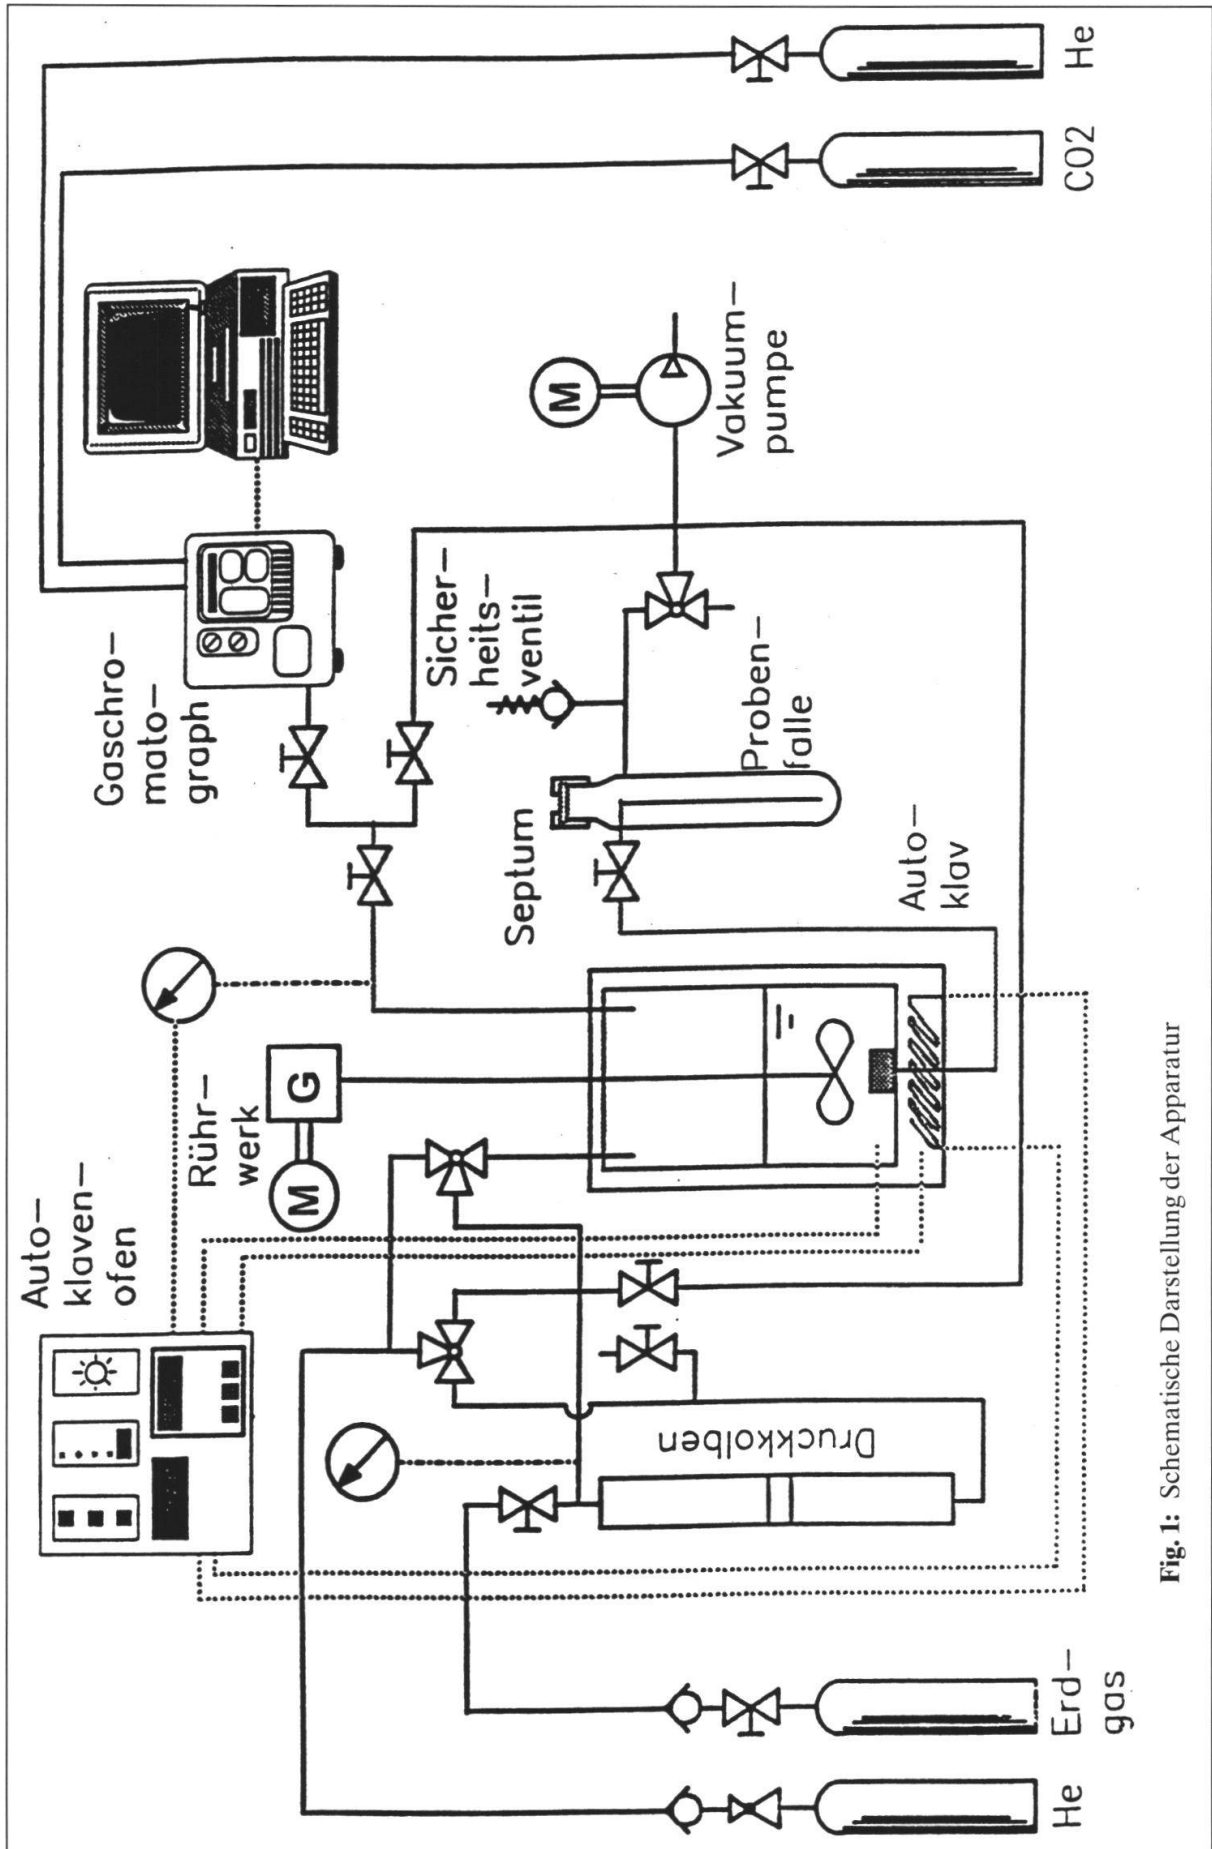 Auto-
klaven-
ofen
Rühr-
werk
M
G
Gaschro-
mato-
graph
Sicher-
heits-
ventil
Septum
Proben-
falle
M
Vakuum-
pumpe
Auto-
klav
Druckkolben
He
Erd-
gas
CO2
He
Fig. 1: Schematische Darstellung der Apparatur